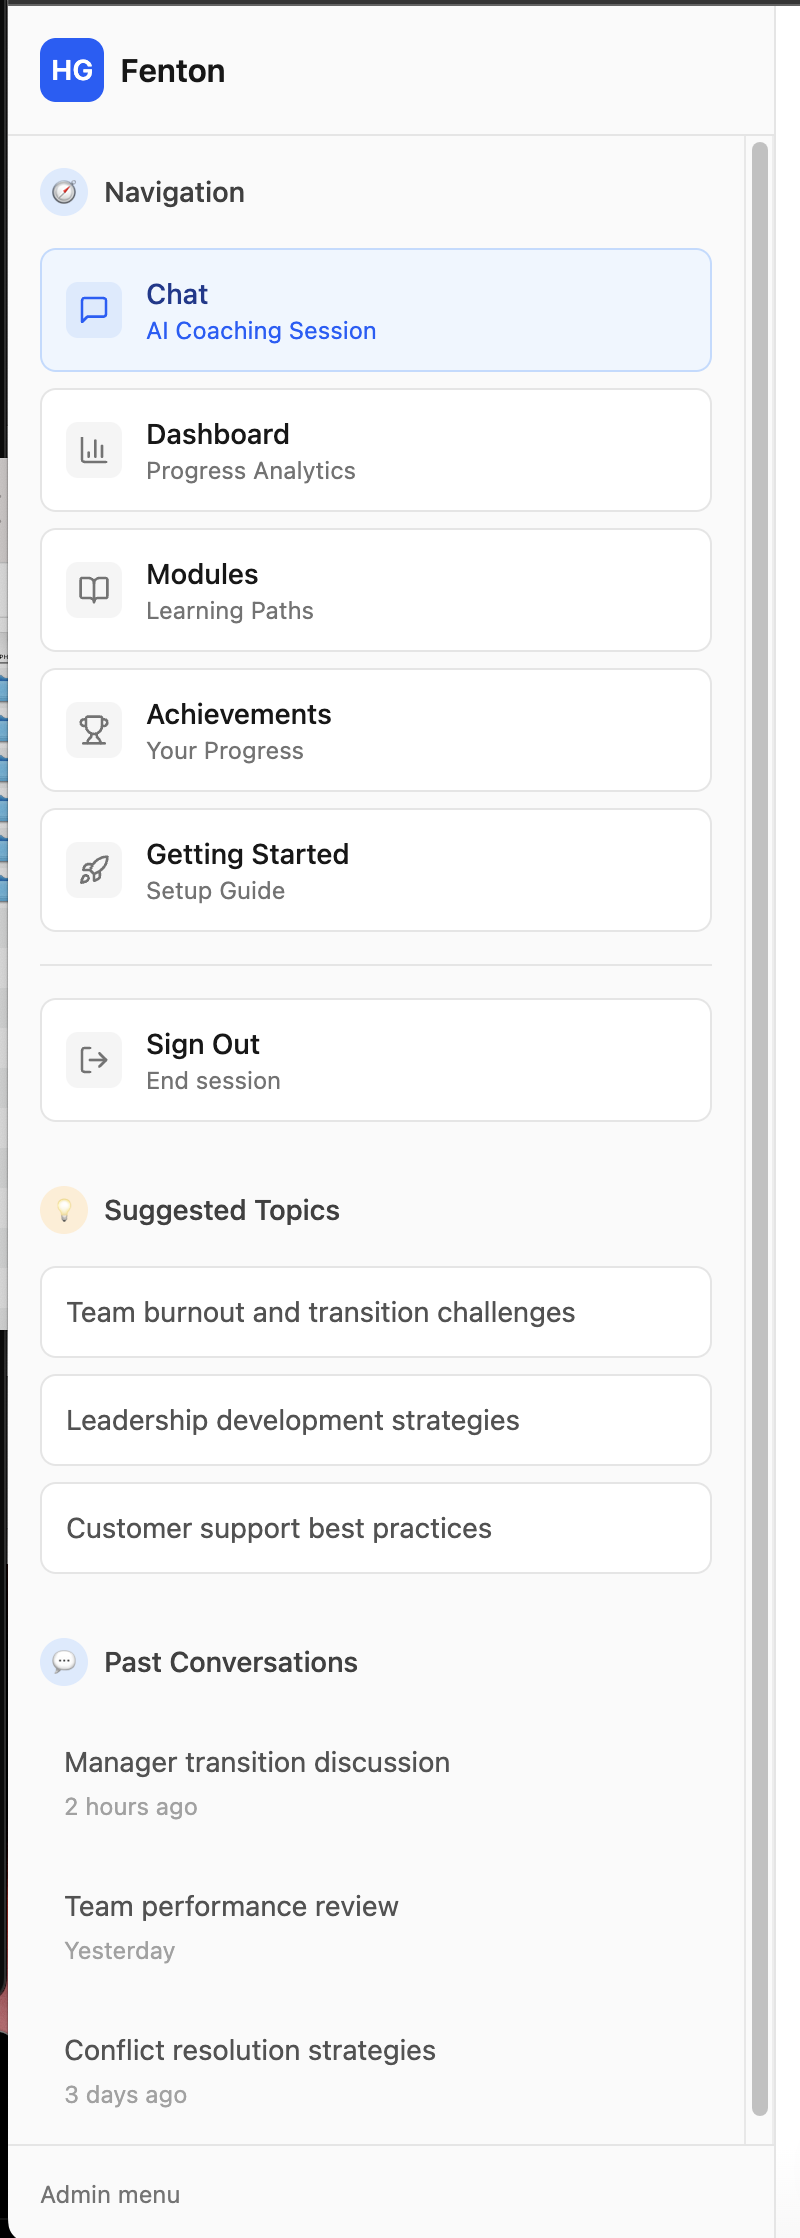 HG Fenton
Navigation
Chat
AI Coaching Session
Dashboard
Progress Analytics
Modules
Learning Paths
Achievements
Your Progress
Getting Started
Setup Guide
Sign Out
End session
Suggested Topics
Team burnout and transition challenges
Leadership development strategies
Customer support best practices
Past Conversations
Manager transition discussion
2 hours ago
Team performance review
Yesterday
Conflict resolution strategies
3 days ago
Admin menu